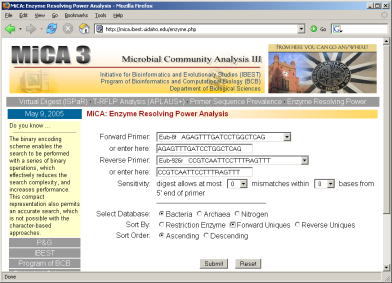 MiCA: Enzyme Resolving Power Analysis - Mozilla Firefox
File Edit View Go Bookmarks Tools Help
http://mica.ibest.uidaho.edu/enzyme.php
Go
MiCA 3
Microbial Community Analysis III
FROM HERE YOU CAN GO ANYWHERE!
Initiative for Bioinformatics and Evolutionary Studies (IBEST)
Program of Bioinformatics and Computational Biology (BCB)
Department of Biological Sciences
Virtual Digest (ISPaR) T-RFLP Analysis (APLAUS+) Primer Sequence Prevalence Enzyme Resolving Power
May 9, 2005
MiCA: Enzyme Resolving Power Analysis
Do you know ...
The binary encoding
scheme enables the
search to be performed
with a series of binary
operations, which
effectively reduces the
search complexity, and
increases performance.
This compact
representation also permits
an accurate search, which
is not possible with the
character-based
approaches.
P&G
IBEST
Program of BCB
Forward Primer: Eub-8f AGAGTTTGATCCTGGCTCAG
or enter here: AGAGTTTGATCCTGGCTCAG
Reverse Primer: Eub-926r CCGTCAATTCCTTTRAGTTT
or enter here: CCGTCAATTCCTTTRAGTTT
Sensitivity: digest allows at most 0 mismatches within 0 bases from
5' end of primer
Select Database: Bacteria Archaea Nitrogen
Sort By: Restriction Enzyme Forward Uniques Reverse Uniques
Sort Order: Ascending Descending
Submit Reset
Done